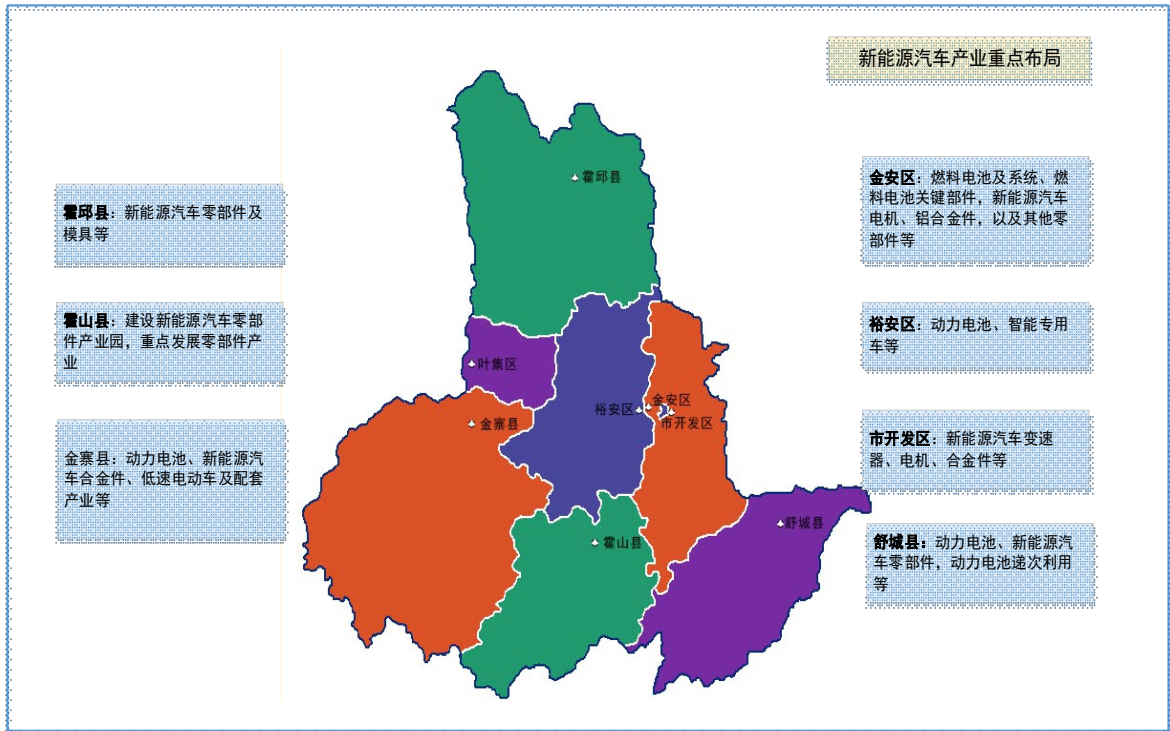 新能源汽车产业重点布局
霍邱县：新能源汽车零部件及
模具等
霍山县：建设新能源汽车零部
件产业园，重点发展零部件产
业
金寨县：动力电池、新能源汽
车合金件、低速电动车及配套
产业等
霍邱县
叶集区
金寨县
裕安区
金安区
市开发区
霍山县
舒城县
金安区：燃料电池及系统、燃
料电池关键部件，新能源汽车
电机、铝合金件，以及其他零
部件等
裕安区：动力电池、智能专用
车等
市开发区：新能源汽车变速
器、电机、合金件等
舒城县：动力电池、新能源汽
车零部件，动力电池递次利用
等